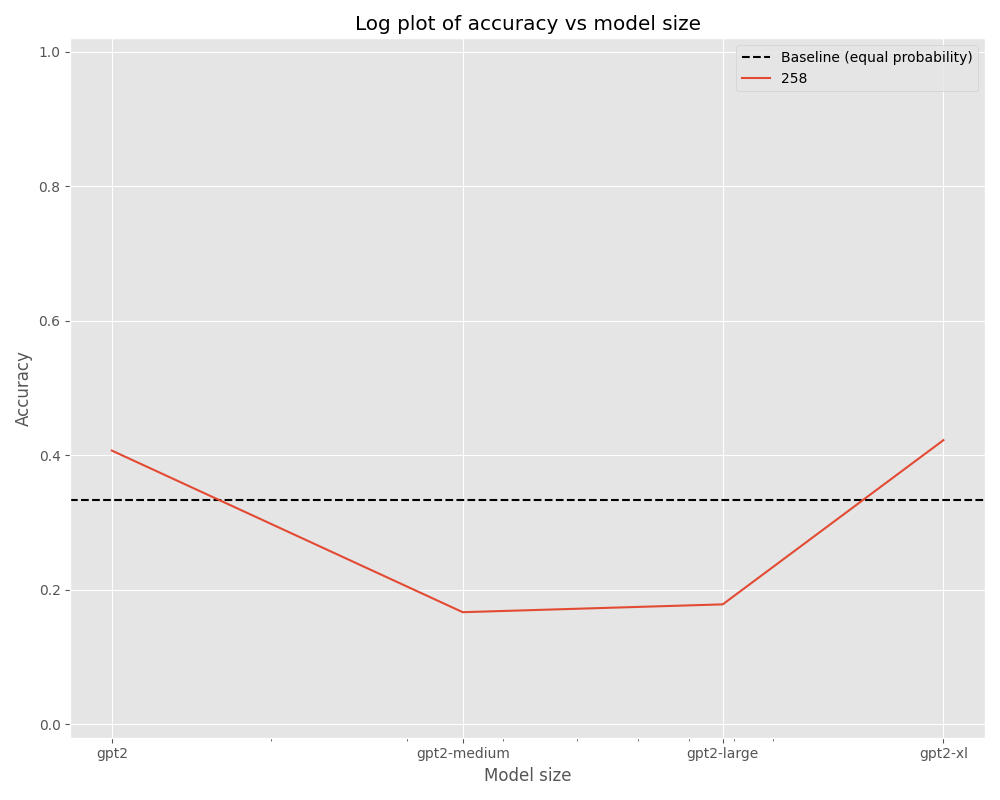 Log plot of accuracy vs model size
Baseline (equal probability)
258
1.0
0.8
0.6
0.4
0.2
0.0
Accuracy
gpt2 gpt2-medium gpt2-large gpt2-xl
Model size